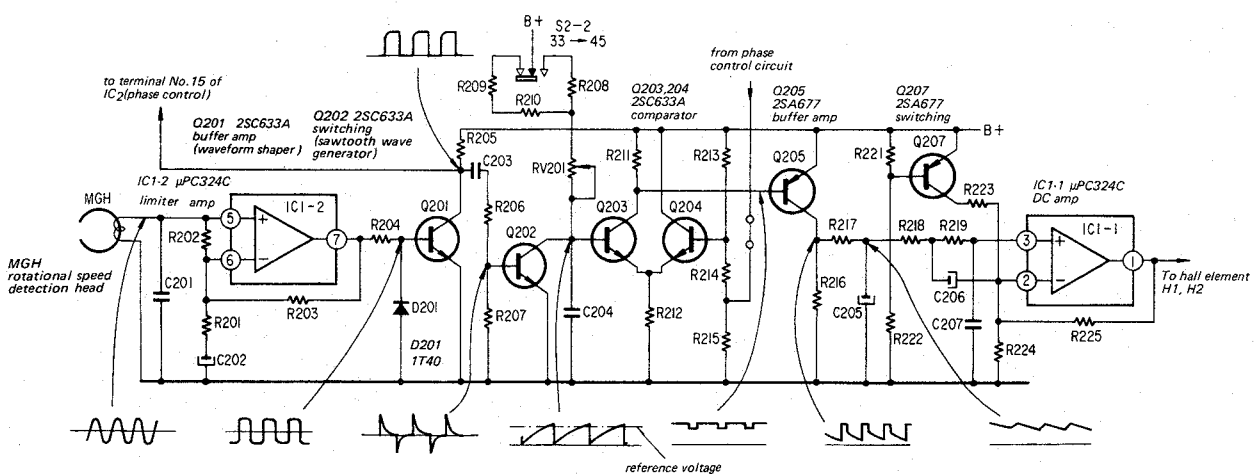 B+ S2-2
33 → 45
from phase
control circuit
R209
R208
R210
to terminal No.15 of
IC2(phase control)
Q203,204
2SC633A
comparator
Q205
2SA677
buffer amp
Q207
2SA677
switching
Q201 2SC633A
buffer amp
(waveform shaper)
Q202 2SC633A
switching
(sawtooth wave
generator)
R205
C203
B+
RV201
R211
R213
R221
Q207
Q205
IC1-2 μPC324C
limiter amp
IC1-1 μPC324C
DC amp
MGH
5
+
IC1-2
7
R202
6
−
R204
Q201
R206
Q202
Q203
Q204
R223
R217
R218
R219
3
+
IC1-1
1
2
−
MGH
rotational speed
detection head
R214
R216
C206
To hall element
H1, H2
C201
R203
R201
D201
R207
C204
R212
R215
C205
R222
C207
R224
R225
C202
D201
1T40
reference voltage